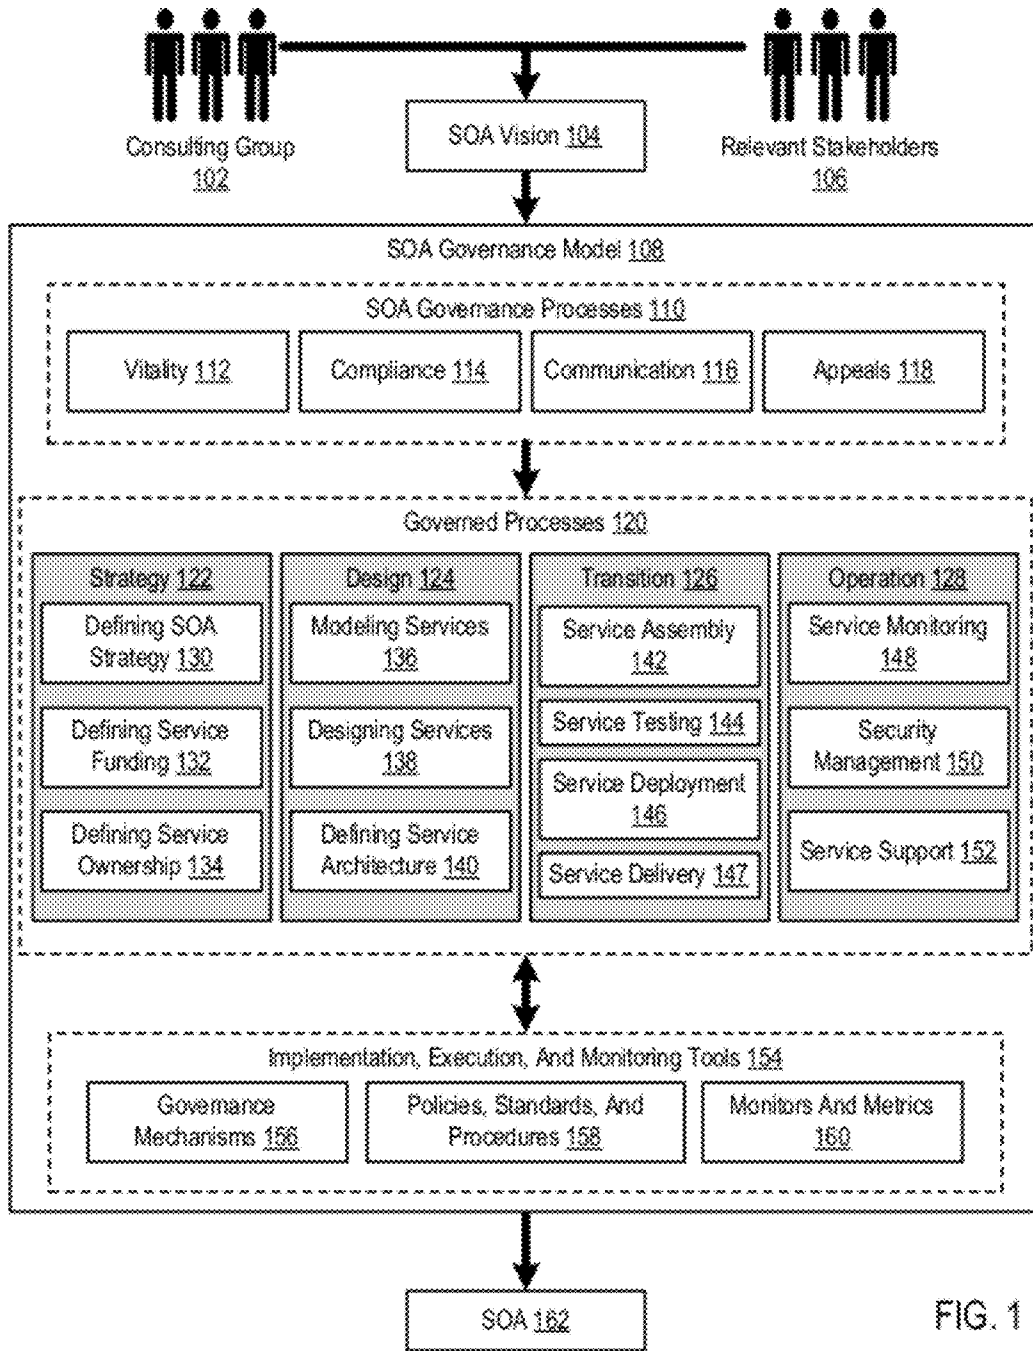 Consulting Group
102
SOA Vision 104
Relevant Stakeholders
106
SOA Governance Model 108
SOA Governance Processes 110
Vitality 112
Compliance 114
Communication 116
Appeals 118
Governed Processes 120
Strategy 122
Defining SOA
Strategy 130
Defining Service
Funding 132
Defining Service
Ownership 134
Design 124
Modeling Services
136
Designing Services
138
Defining Service
Architecture 140
Transition 126
Service Assembly
142
Service Testing 144
Service Deployment
146
Service Delivery 147
Operation 128
Service Monitoring
148
Security
Management 150
Service Support 152
Implementation, Execution, And Monitoring Tools 154
Governance
Mechanisms 156
Policies, Standards, And
Procedures 158
Monitors And Metrics
160
SOA 162
FIG. 1